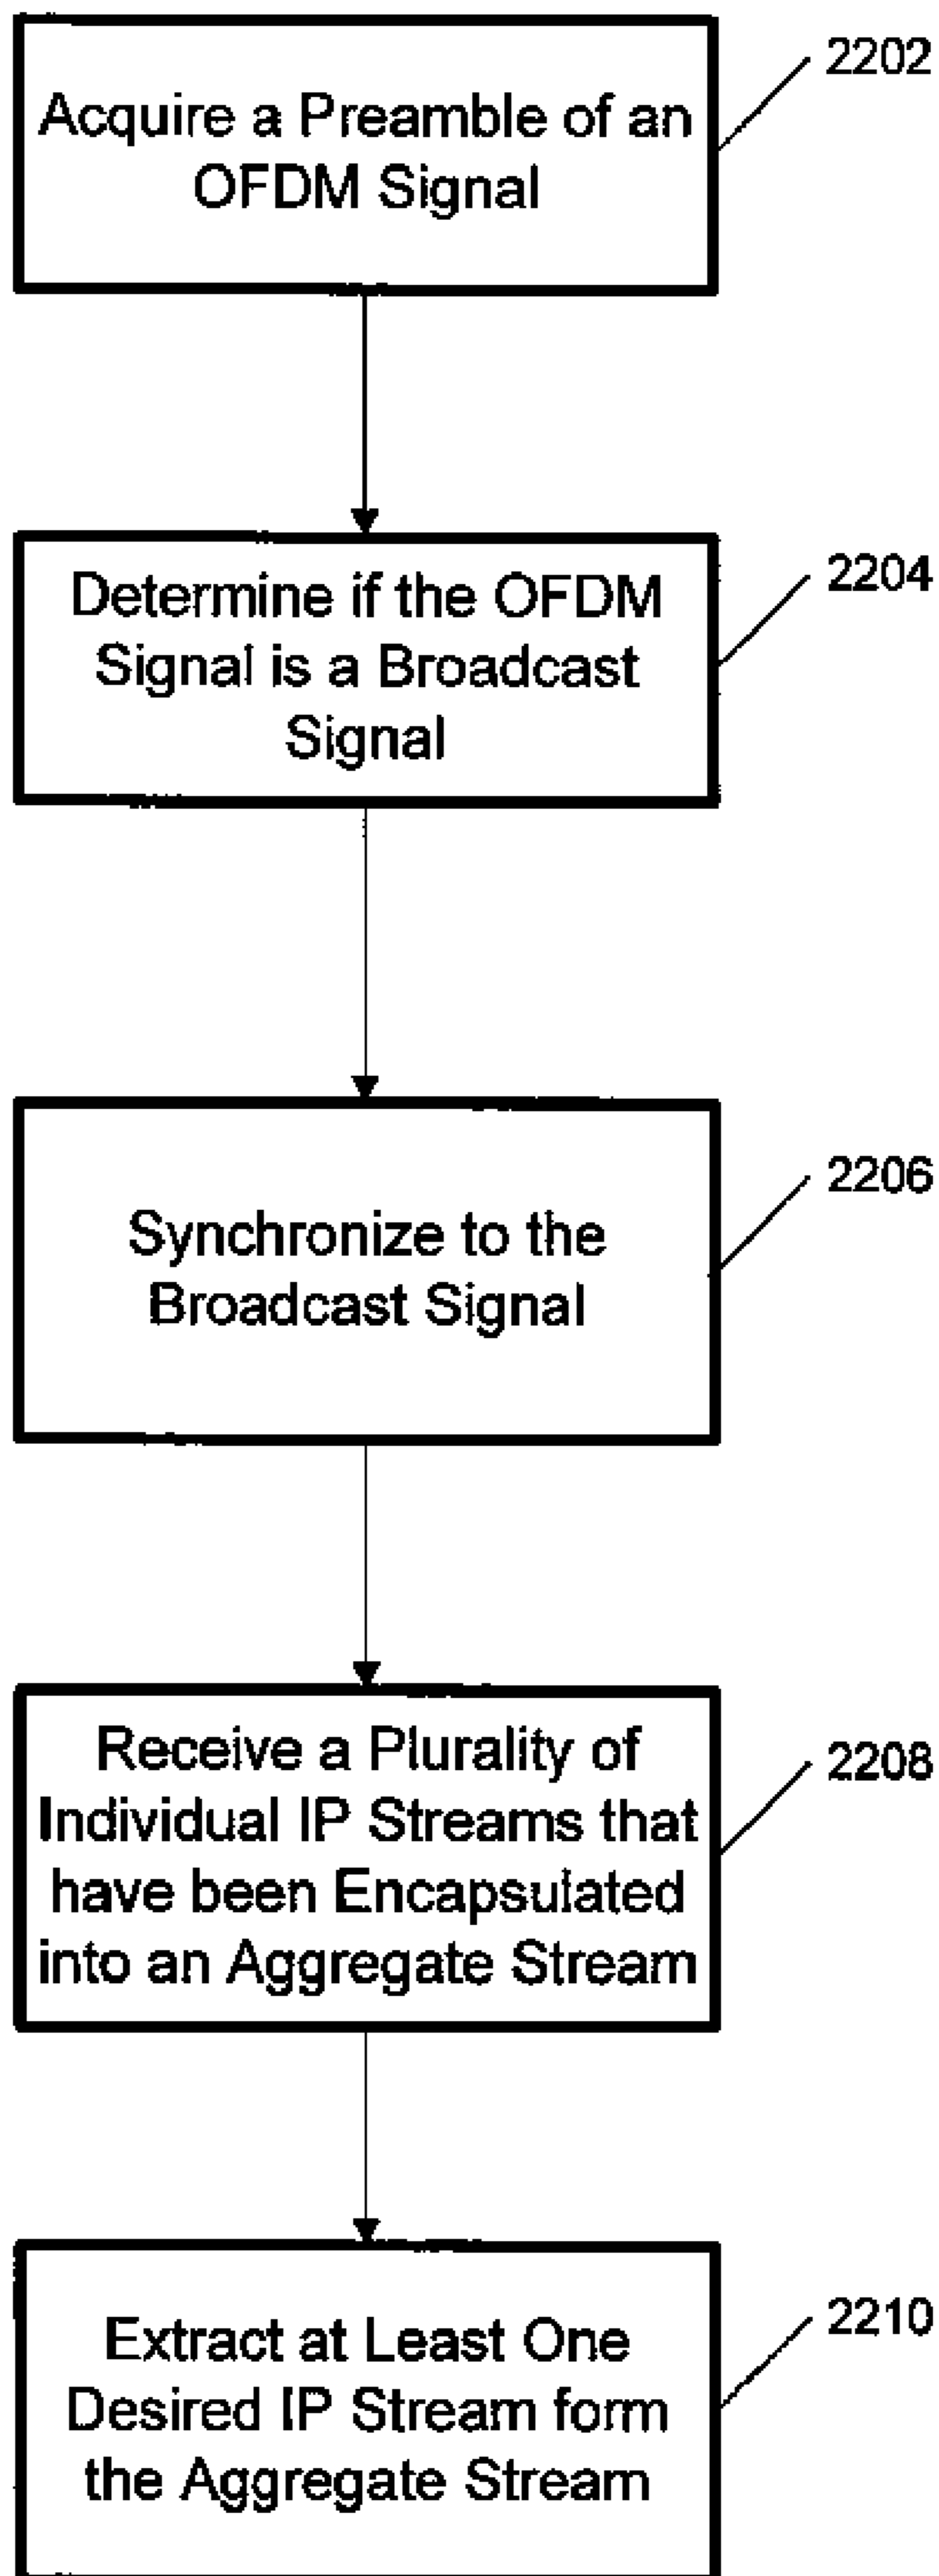 Acquire a Preamble of an
OFDM Signal
2202
Determine if the OFDM
Signal is a Broadcast
Signal
2204
Synchronize to the
Broadcast Signal
2206
Receive a Plurality of
Individual IP Streams that
have been Encapsulated
into an Aggregate Stream
2208
Extract at Least One
Desired IP Stream form
the Aggregate Stream
2210